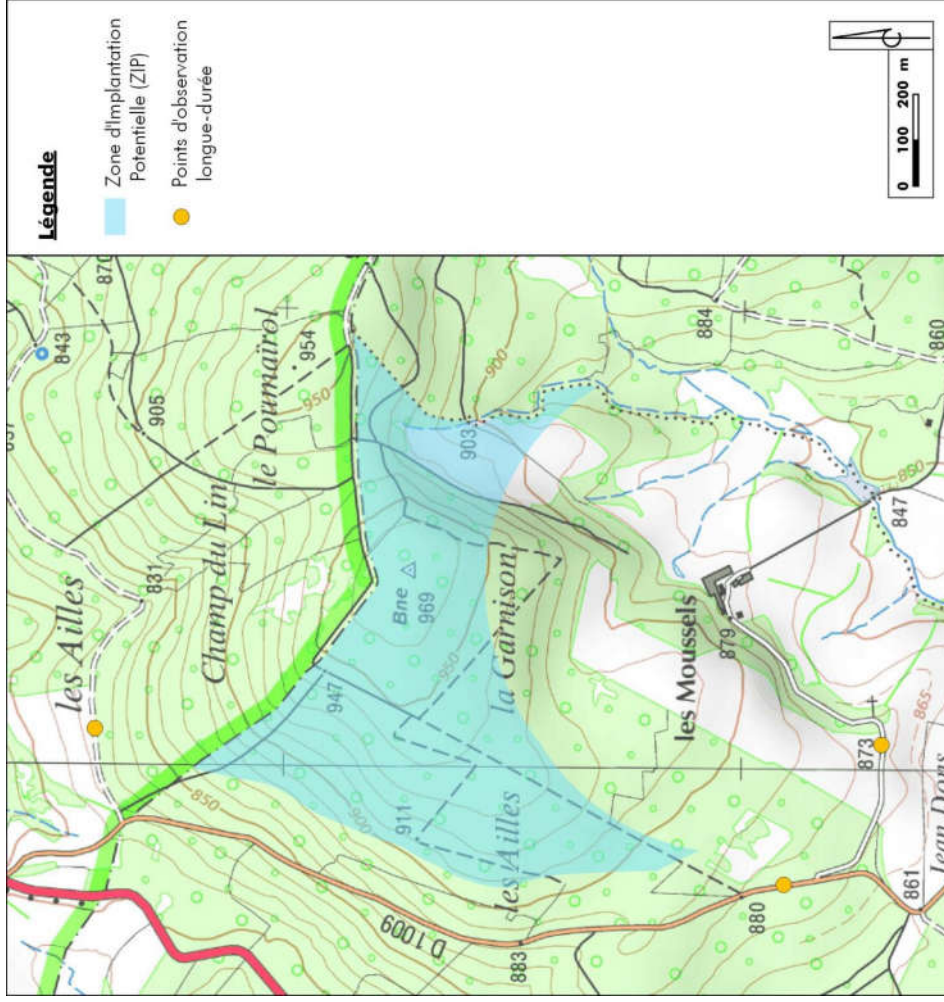 Légende
Zone d'Implantation
Potentielle (ZIP)
Points d'observation
longue-durée
0 100 200 m
843
870
905
831
les Ailles
Champ du Lin
le Poumaïrol
954
950
947
Bne
969
950
903
900
884
860
850
850
900
911
les Ailles
la Garnison
D 1009
883
880
les Moussels
879
847
873
865
861
Jean Dors